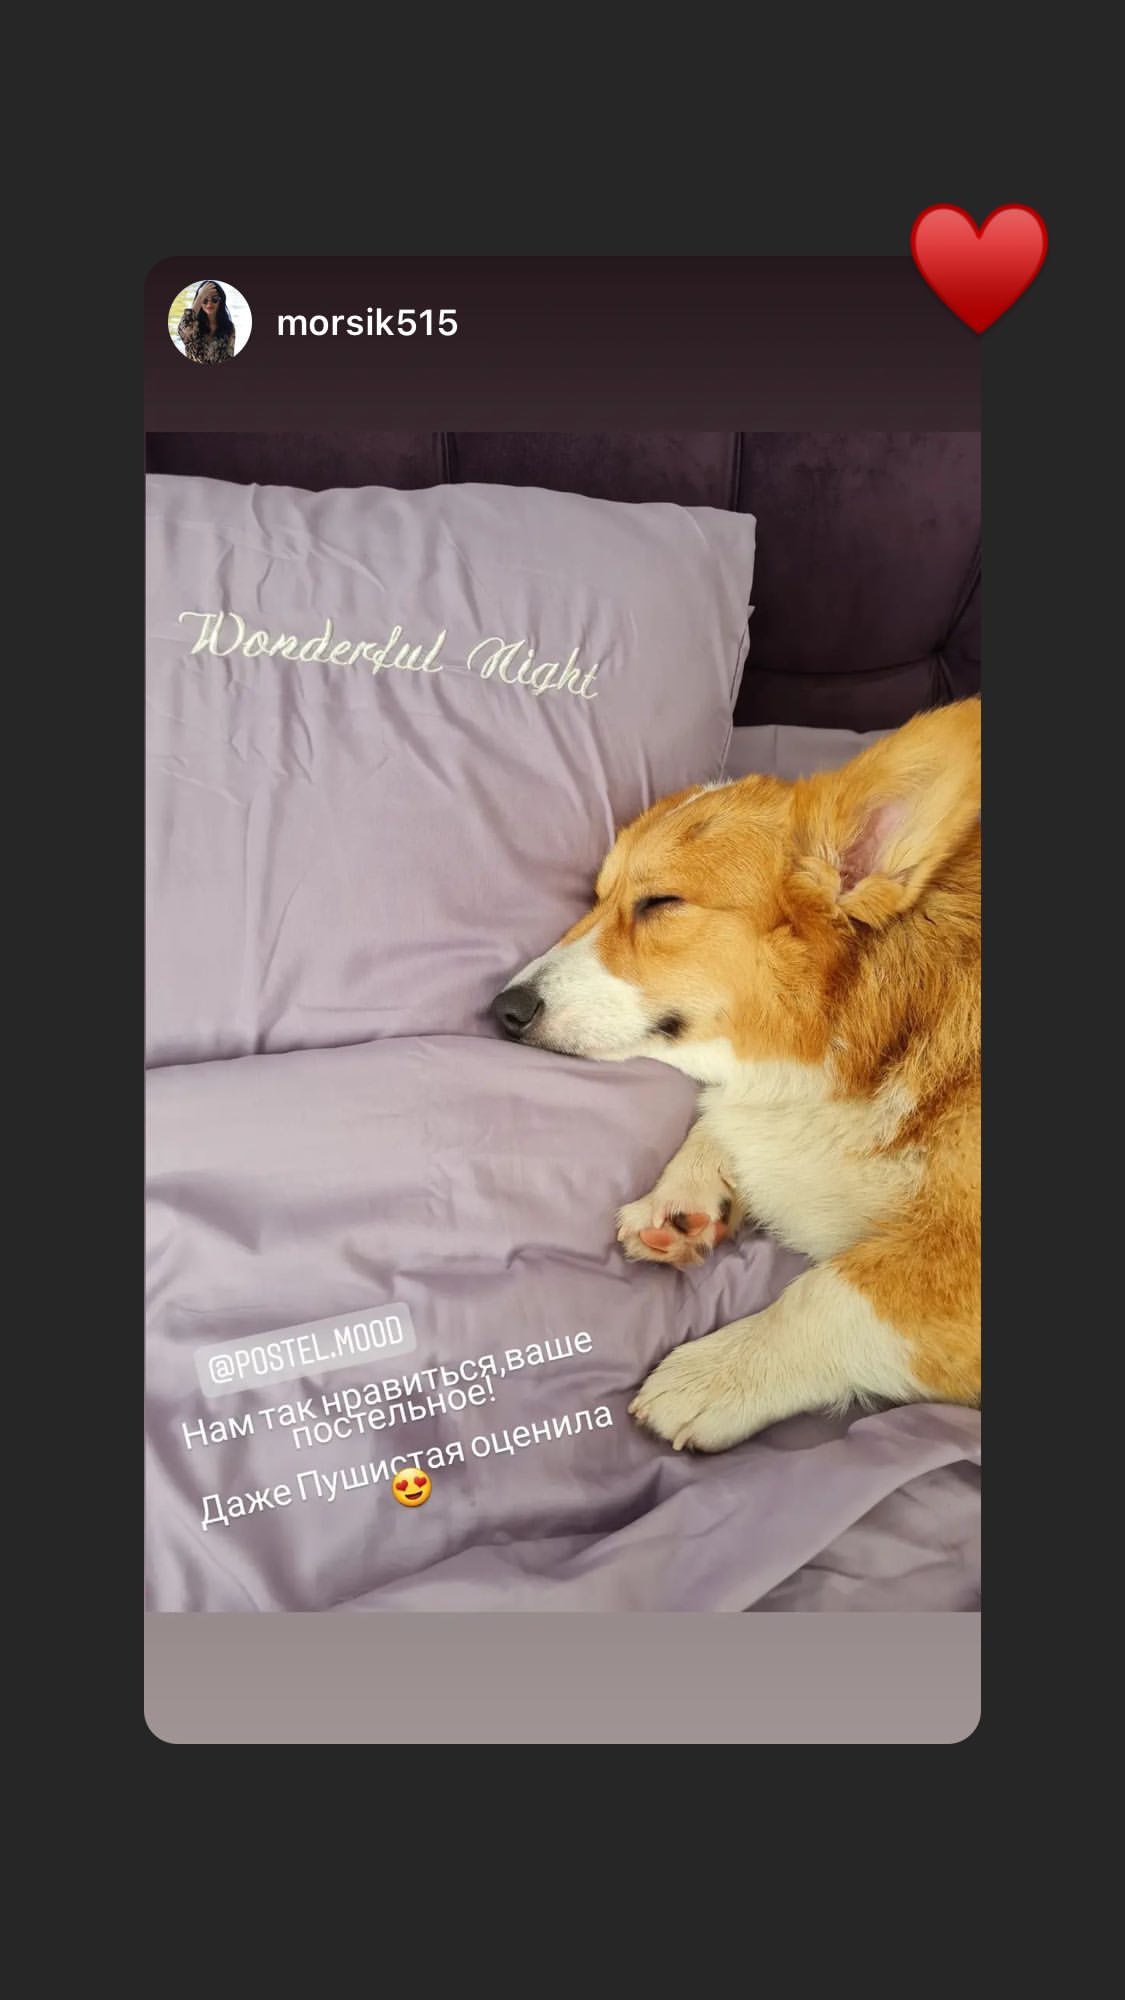 morsik515
Wonderful Night
@POSTEL.MOOD
Нам так нравиться,ваше
постельное!
Даже Пушистая оценила
😍